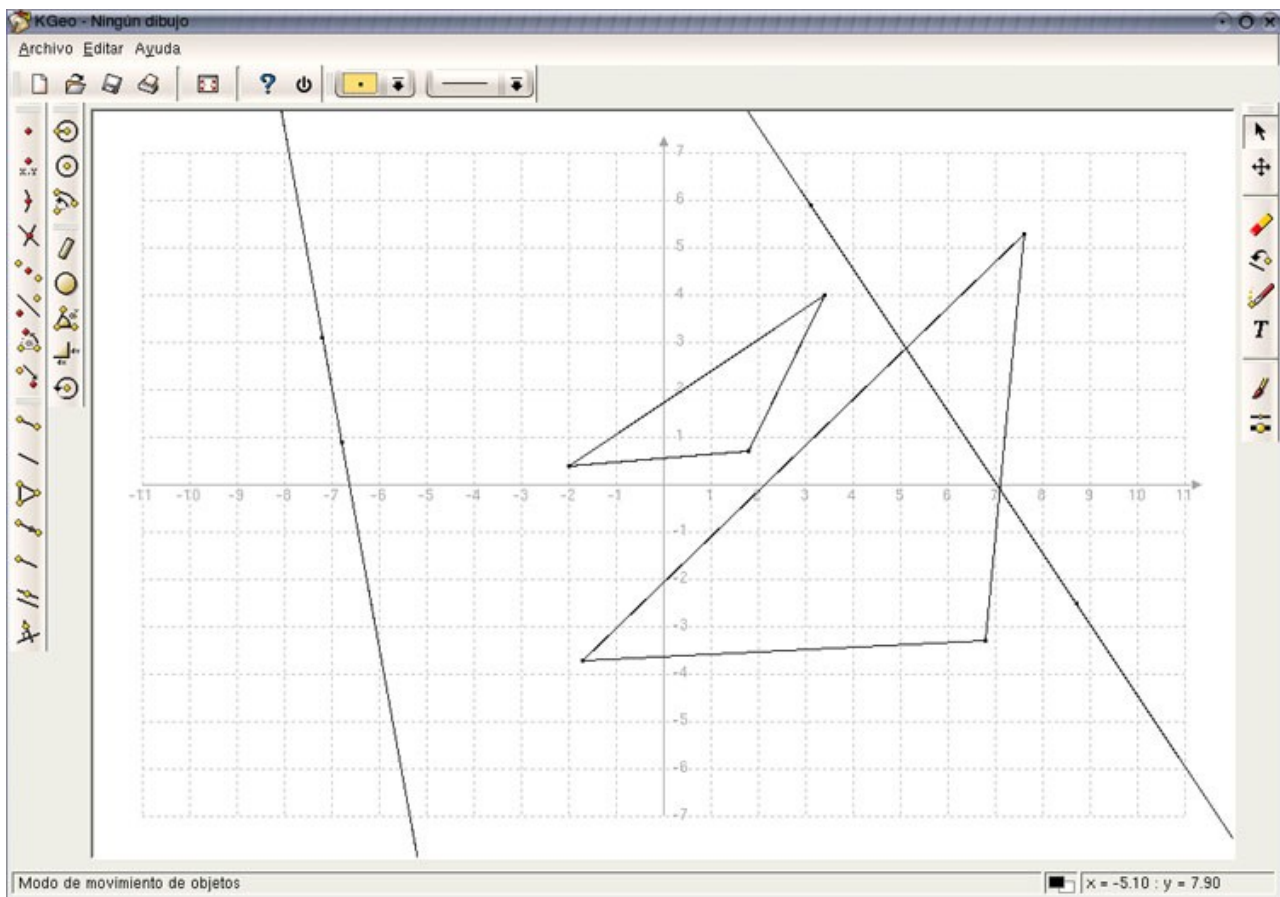 KGeo - Ningún dibujo
Archivo Editar Ayuda
?
X,Y
T
7
6
5
4
3
2
1
-11 -10 -9 -8 -7 -6 -5 -4 -3 -2 -1 1 2 3 4 5 6 7 8 9 10 11
-1
-2
-3
-4
-5
-6
-7
Modo de movimiento de objetos
x = -5.10 : y = 7.90